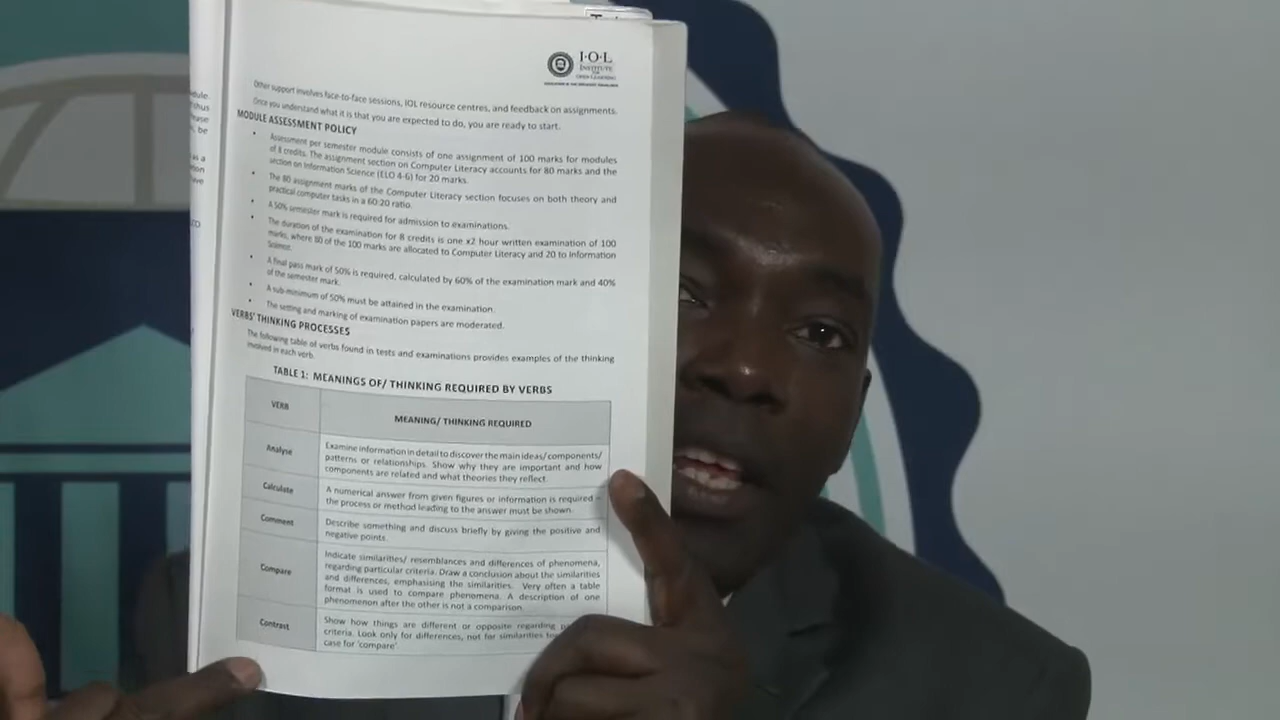 I·O·L
INSTITUTE
FOR
OPEN LEARNING
Other support involves face-to-face sessions, IOL resource centres, and feedback on assignments.
Once you understand what it is that you are expected to do, you are ready to start.
MODULE ASSESSMENT POLICY
• Assessment per semester module consists of one assignment of 100 marks for modules
of 8 credits. The assignment section on Computer Literacy accounts for 80 marks and the
section on Information Science (ELO 4-6) for 20 marks.
• The 80 assignment marks of the Computer Literacy section focuses on both theory and
practical computer tasks in a 60:20 ratio.
• A 50% semester mark is required for admission to examinations.
• The duration of the examination for 8 credits is one x2 hour written examination of 100
marks, where 80 of the 100 marks are allocated to Computer Literacy and 20 to Information
Science.
• A final pass mark of 50% is required, calculated by 60% of the examination mark and 40%
of the semester mark.
• A sub-minimum of 50% must be attained in the examination.
• The setting and marking of examination papers are moderated.
VERBS' THINKING PROCESSES
The following table of verbs found in tests and examinations provides examples of the thinking
involved in each verb.
TABLE 1: MEANINGS OF/ THINKING REQUIRED BY VERBS
VERB MEANING/ THINKING REQUIRED
Analyse Examine information in detail to discover the main ideas/ components/
patterns or relationships. Show why they are important and how
components are related and what theories they reflect.
Calculate A numerical answer from given figures or information is required –
the process or method leading to the answer must be shown.
Comment Describe something and discuss briefly by giving the positive and
negative points.
Compare Indicate similarities/ resemblances and differences of phenomena,
regarding particular criteria. Draw a conclusion about the similarities
and differences, emphasising the similarities. Very often a table
format is used to compare phenomena. A description of one
phenomenon after the other is not a comparison.
Contrast Show how things are different or opposite regarding
criteria. Look only for differences, not for similarities
case for 'compare'.